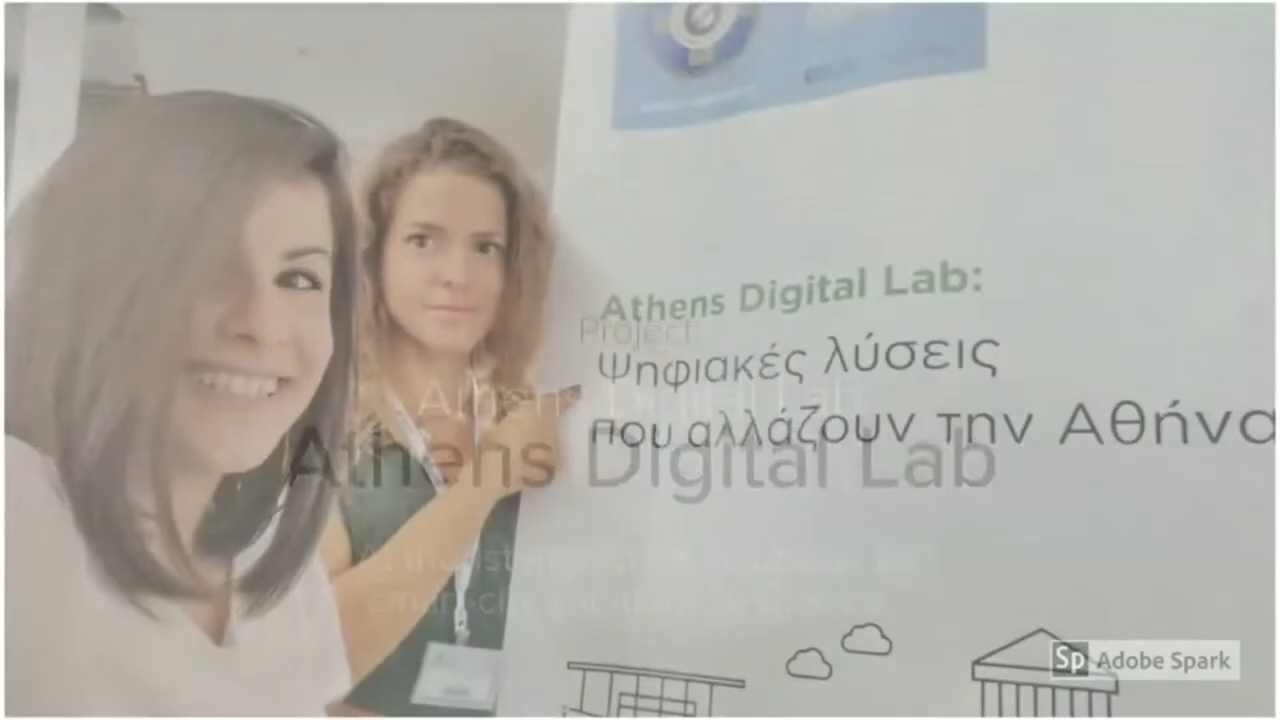 Athens Digital Lab:
Project:
Ψηφιακές λύσεις
Athens Digital Lab
που αλλάζουν την Αθήνα
Athens Digital Lab
Sp Adobe Spark